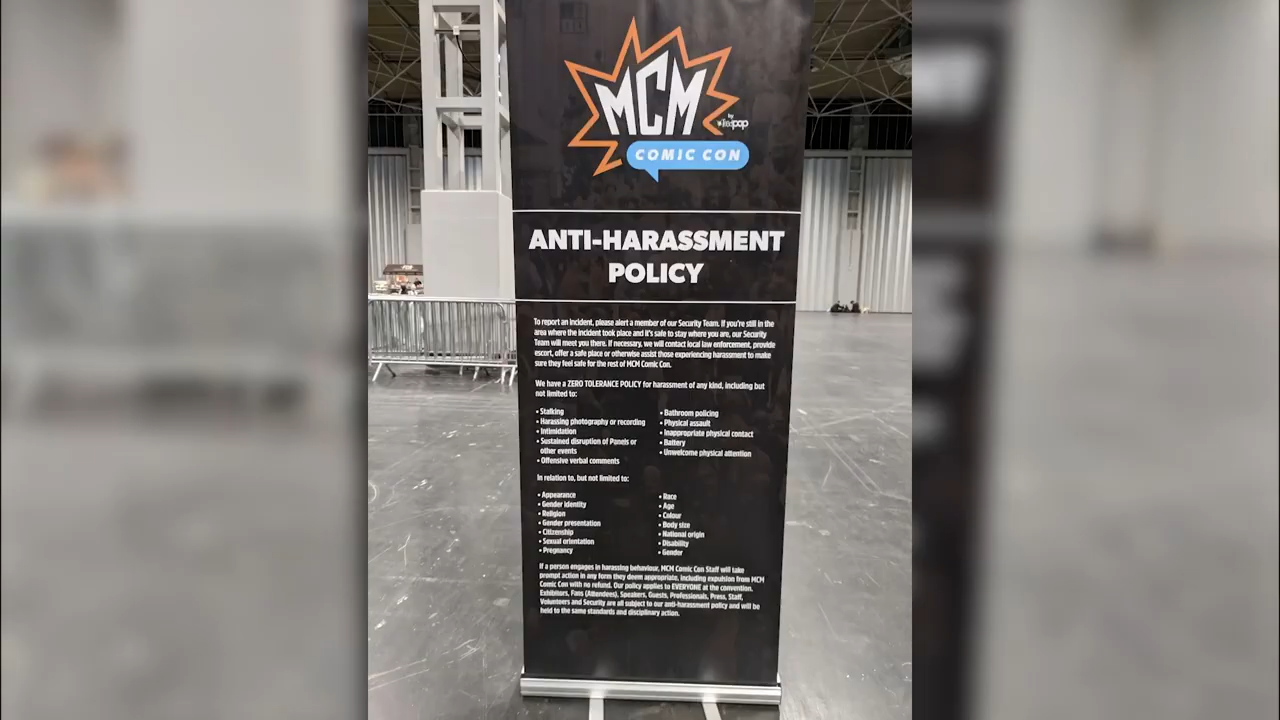 MCM
by
COMIC CON
ANTI-HARASSMENT
POLICY
To report an incident, please alert a member of our Security Team. If you're still in the
area where the incident took place and it's safe to stay where you are, our Security
Team will meet you there. If necessary, we will contact local law enforcement, provide
escort, offer a safe place or otherwise assist those experiencing harassment to make
sure they feel safe for the rest of MCM Comic Con.
We have a ZERO TOLERANCE POLICY for harassment of any kind, including but
not limited to:
• Stalking
• Harassing photography or recording
• Intimidation
• Sustained disruption of Panels or
other events
• Offensive verbal comments
• Bathroom policing
• Physical assault
• Inappropriate physical contact
• Battery
• Unwelcome physical attention
In relation to, but not limited to:
• Appearance
• Gender identity
• Religion
• Gender presentation
• Citizenship
• Sexual orientation
• Pregnancy
• Race
• Age
• Colour
• Body size
• National origin
• Disability
• Gender
If a person engages in harassing behaviour, MCM Comic Con Staff will take
prompt action in any form they deem appropriate, including expulsion from MCM
Comic Con with no refund. Our policy applies to EVERYONE at the convention.
Exhibitors, Fans (Attendees), Speakers, Guests, Professionals, Press, Staff,
Volunteers and Security are all subject to our anti-harassment policy and will be
held to the same standards and disciplinary action.